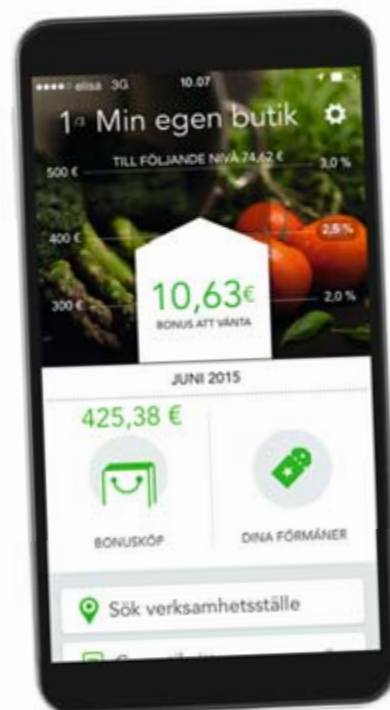 elisa 3G 10.07
1/3 Min egen butik
TILL FÖLJANDE NIVÅ 74,62 €
500 € 3,0 %
400 € 2,5 %
300 € 2,0 %
10,63€
BONUS ATT VÄNTA
JUNI 2015
425,38 €
BONUSKÖP DINA FÖRMÅNER
Sök verksamhetsställe